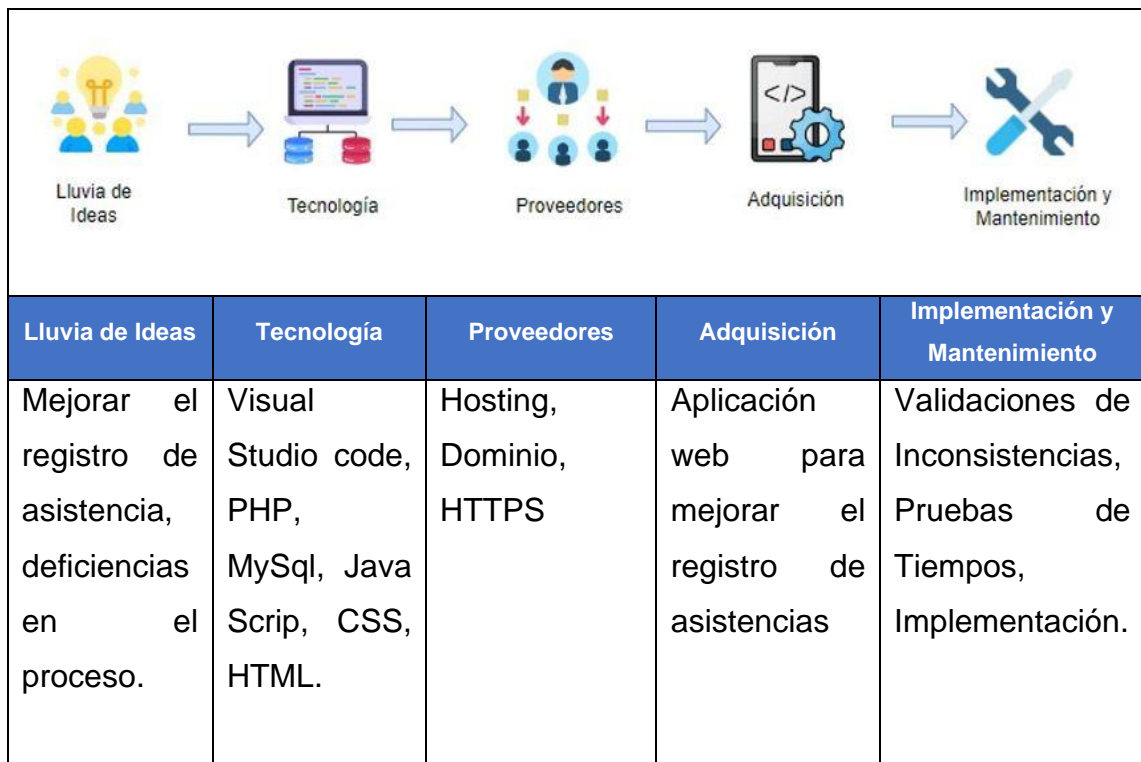 </>
Lluvia de
Ideas
Tecnología
Proveedores
Adquisición
Implementación y
Mantenimiento
Lluvia de Ideas
Tecnología
Proveedores
Adquisición
Implementación y
Mantenimiento
Mejorar el
registro de
asistencia,
deficiencias
en el
proceso.
Visual
Studio code,
PHP,
MySql, Java
Scrip, CSS,
HTML.
Hosting,
Dominio,
HTTPS
Aplicación
web para
mejorar el
registro de
asistencias
Validaciones de
Inconsistencias,
Pruebas de
Tiempos,
Implementación.